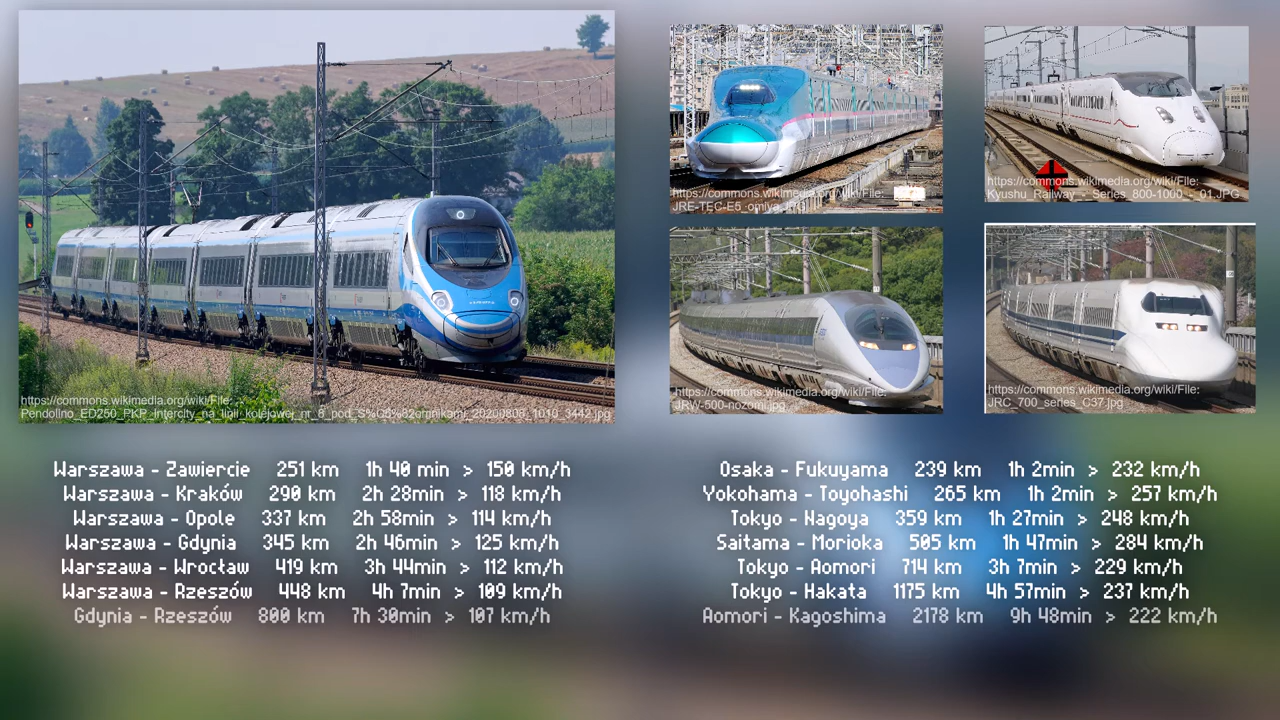 https://commons.wikimedia.org/wiki/File:
Pendolino_ED250_PKP_Intercity_na_linii_kolejowej_nr_8_pod_S%C5%82ornikami_20200808_1010_3442.jpg
https://commons.wikimedia.org/wiki/File:
JRE-TEC-E5_omiya.jpg
https://commons.wikimedia.org/wiki/File:
Kyushu_Railway_-_Series_800-1000_-_01.JPG
https://commons.wikimedia.org/wiki/File:
JRW-500-nozomi.jpg
https://commons.wikimedia.org/wiki/File:
JRC_700_series_C37.jpg
Warszawa - Zawiercie 251 km 1h 40 min > 150 km/h
Warszawa - Kraków 290 km 2h 28min > 118 km/h
Warszawa - Opole 337 km 2h 58min > 114 km/h
Warszawa - Gdynia 345 km 2h 46min > 125 km/h
Warszawa - Wrocław 419 km 3h 44min > 112 km/h
Warszawa - Rzeszów 448 km 4h 7min > 109 km/h
Gdynia - Rzeszów 800 km 7h 30min > 107 km/h
Osaka - Fukuyama 239 km 1h 2min > 232 km/h
Yokohama - Toyohashi 265 km 1h 2min > 257 km/h
Tokyo - Nagoya 359 km 1h 27min > 248 km/h
Saitama - Morioka 505 km 1h 47min > 284 km/h
Tokyo - Aomori 714 km 3h 7min > 229 km/h
Tokyo - Hakata 1175 km 4h 57min > 237 km/h
Aomori - Kagoshima 2178 km 9h 48min > 222 km/h